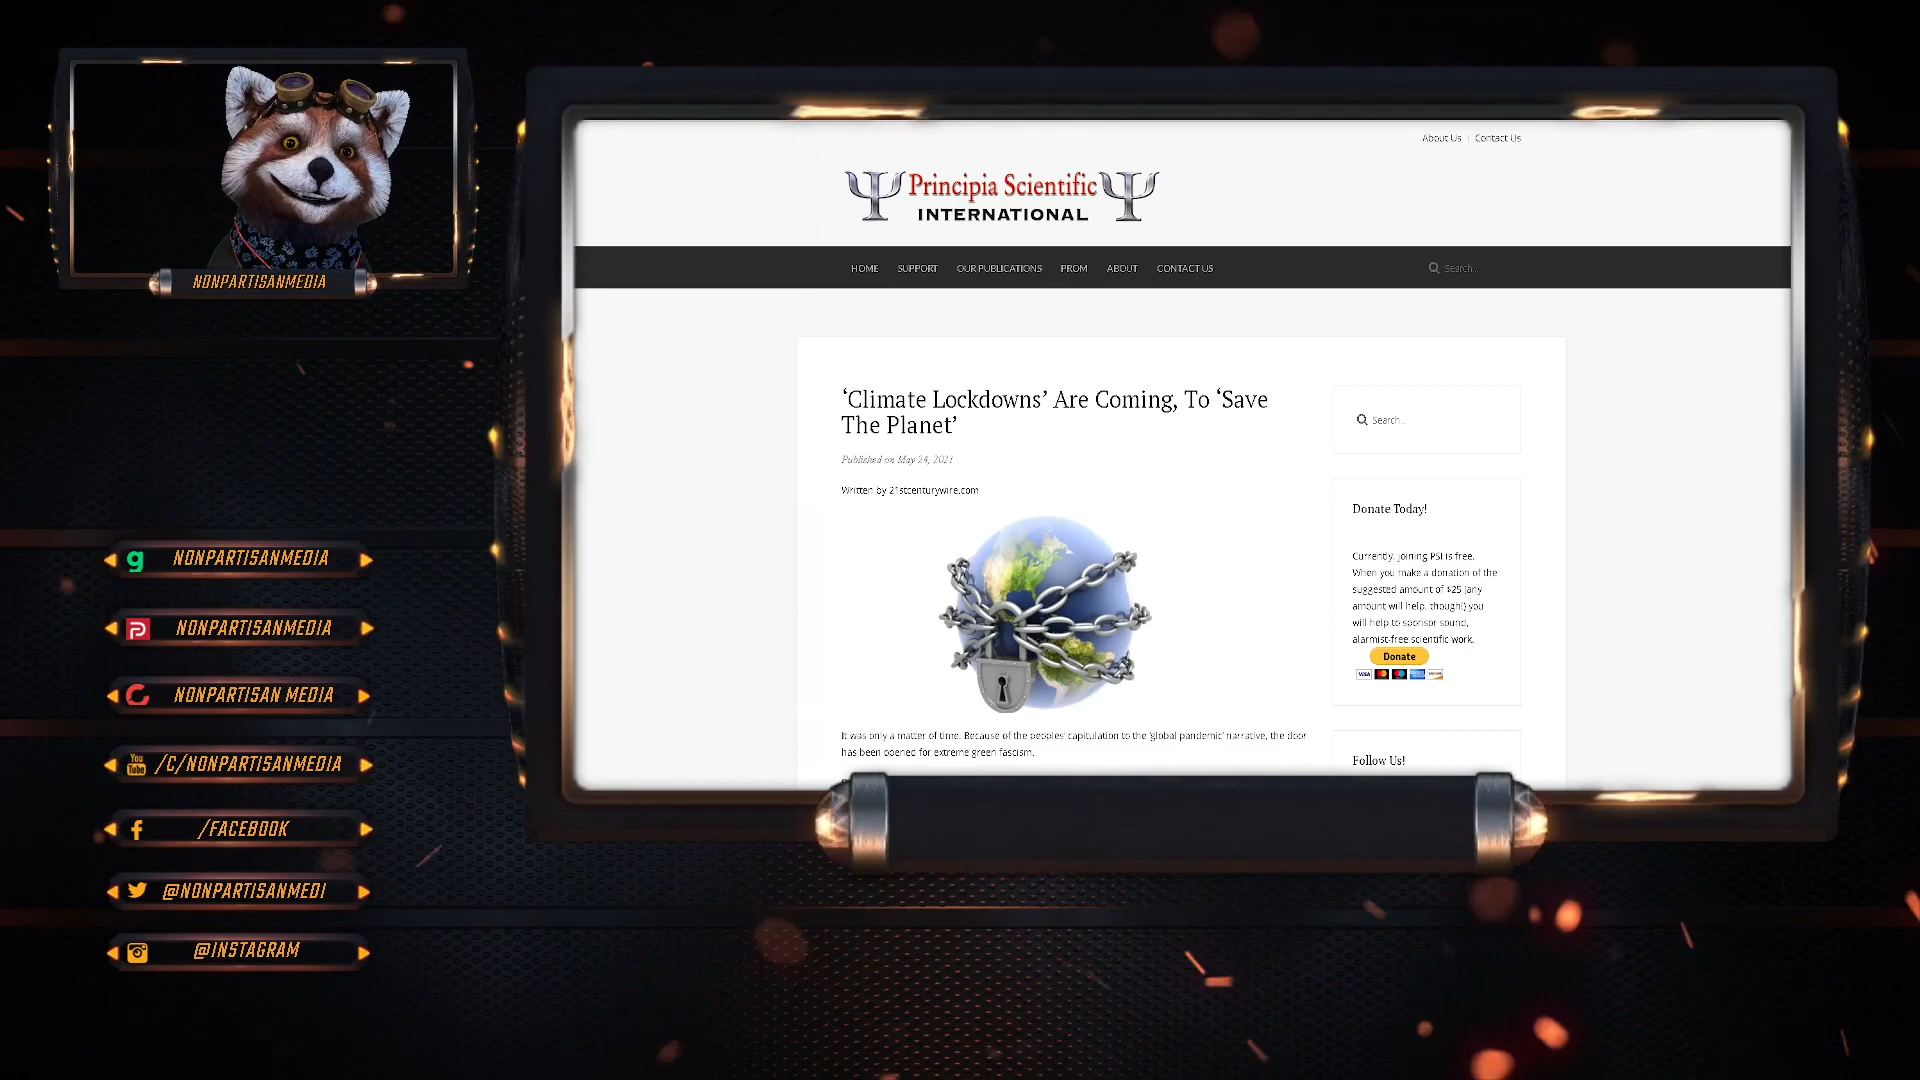 NONPARTISANMEDIA
NONPARTISANMEDIA
NONPARTISANMEDIA
NONPARTISAN MEDIA
You
Tube
/C/NONPARTISANMEDIA
/FACEBOOK
@NONPARTISANMEDI
@INSTAGRAM
About Us | Contact Us
Principia Scientific
INTERNATIONAL
HOME SUPPORT OUR PUBLICATIONS PROM ABOUT CONTACT US Search...
‘Climate Lockdowns’ Are Coming, To ‘Save
The Planet’
Published on May 24, 2021
Written by 21stcenturywire.com
It was only a matter of time. Because of the peoples’ capitulation to the ‘global pandemic’ narrative, the door
has been opened for extreme green fascism.
Search...
Donate Today!
Currently, joining PSI is free.
When you make a donation of the
suggested amount of $25 (any
amount will help, though!) you
will help to sponsor sound,
alarmist-free scientific work.
Donate
VISA
Follow Us!